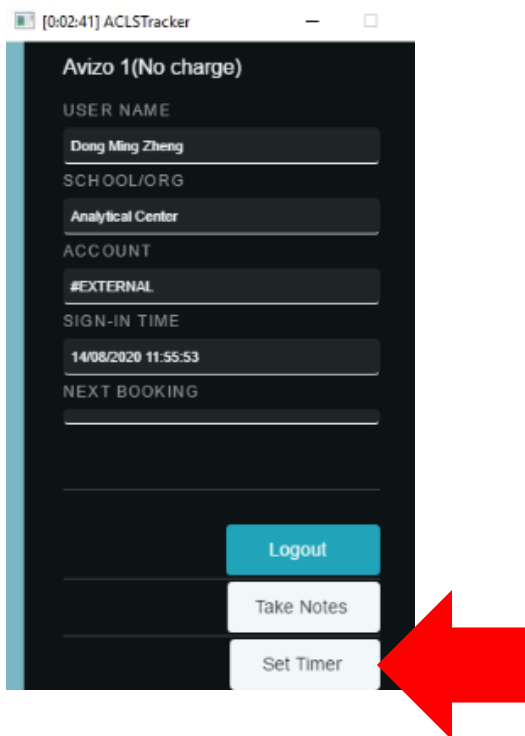 [0:02:41] ACLSTracker
Avizo 1(No charge)
USER NAME
Dong Ming Zheng
SCHOOL/ORG
Analytical Center
ACCOUNT
#EXTERNAL
SIGN-IN TIME
14/08/2020 11:55:53
NEXT BOOKING
Logout
Take Notes
Set Timer